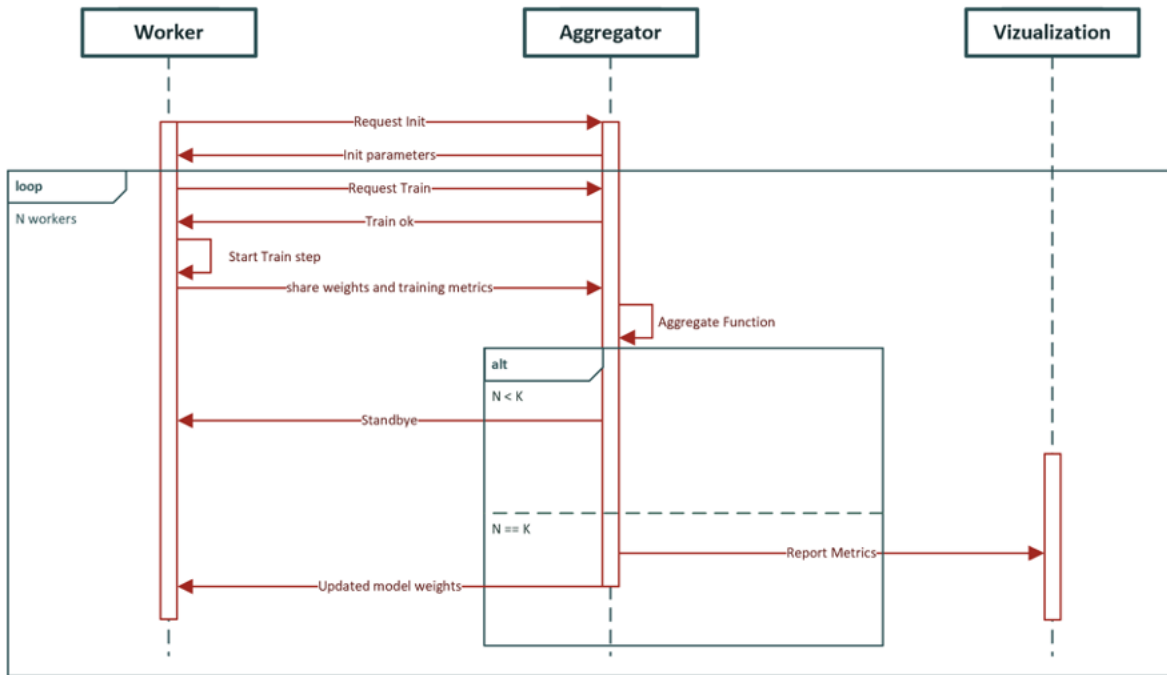 Worker
Aggregator
Vizualization
Request Init
Init parameters
loop
Request Train
N workers
Train ok
Start Train step
share weights and training metrics
Aggregate Function
alt
N < K
Standbye
N == K
Report Metrics
Updated model weights